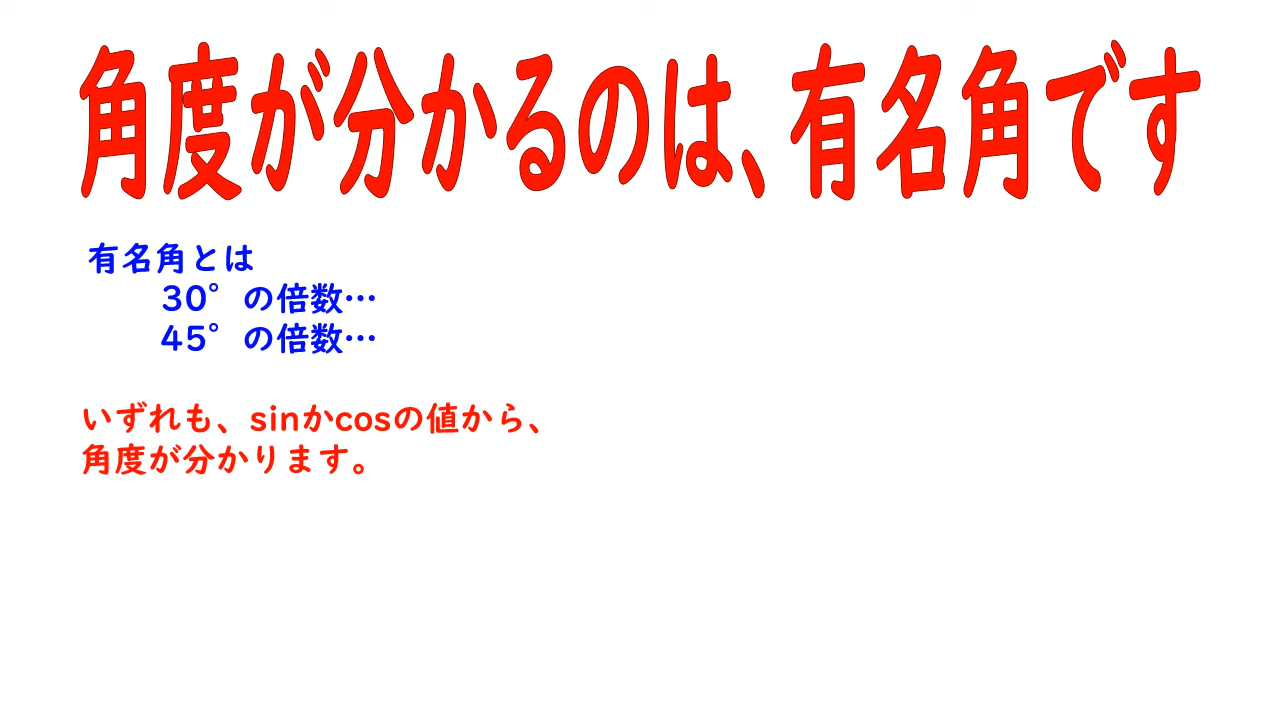 角度が分かるのは、有名角です
有名角とは
30°の倍数…
45°の倍数…
いずれも、sinかcosの値から、
角度が分かります。